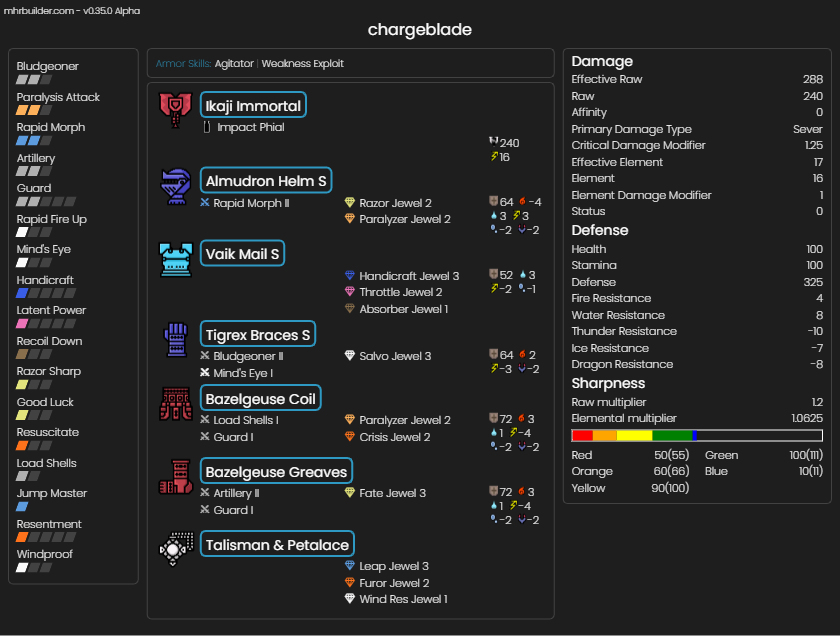 mhrbuilder.com - v0.35.0 Alpha
chargeblade
Bludgeoner
Paralysis Attack
Rapid Morph
Artillery
Guard
Rapid Fire Up
Mind's Eye
Handicraft
Latent Power
Recoil Down
Razor Sharp
Good Luck
Resuscitate
Load Shells
Jump Master
Resentment
Windproof
Armor Skills: Agitator | Weakness Exploit
Ikaji Immortal
Impact Phial
240
16
Almudron Helm S
Rapid Morph II
Razor Jewel 2
Paralyzer Jewel 2
64 -4
3 3
-2 -2
Vaik Mail S
Handicraft Jewel 3
Throttle Jewel 2
Absorber Jewel 1
52 3
-2 -1
Tigrex Braces S
Bludgeoner II
Mind's Eye I
Salvo Jewel 3
64 2
-3 -2
Bazelgeuse Coil
Load Shells I
Guard I
Paralyzer Jewel 2
Crisis Jewel 2
72 3
1 -4
-2 -2
Bazelgeuse Greaves
Artillery II
Guard I
Fate Jewel 3
72 3
1 -4
-2 -2
Talisman & Petalace
Leap Jewel 3
Furor Jewel 2
Wind Res Jewel 1
Damage
Effective Raw 288
Raw 240
Affinity 0
Primary Damage Type Sever
Critical Damage Modifier 1.25
Effective Element 17
Element 16
Element Damage Modifier 1
Status 0
Defense
Health 100
Stamina 100
Defense 325
Fire Resistance 4
Water Resistance 8
Thunder Resistance -10
Ice Resistance -7
Dragon Resistance -8
Sharpness
Raw multiplier 1.2
Elemental multiplier 1.0625
Red 50(55) Green 100(111)
Orange 60(66) Blue 10(11)
Yellow 90(100)